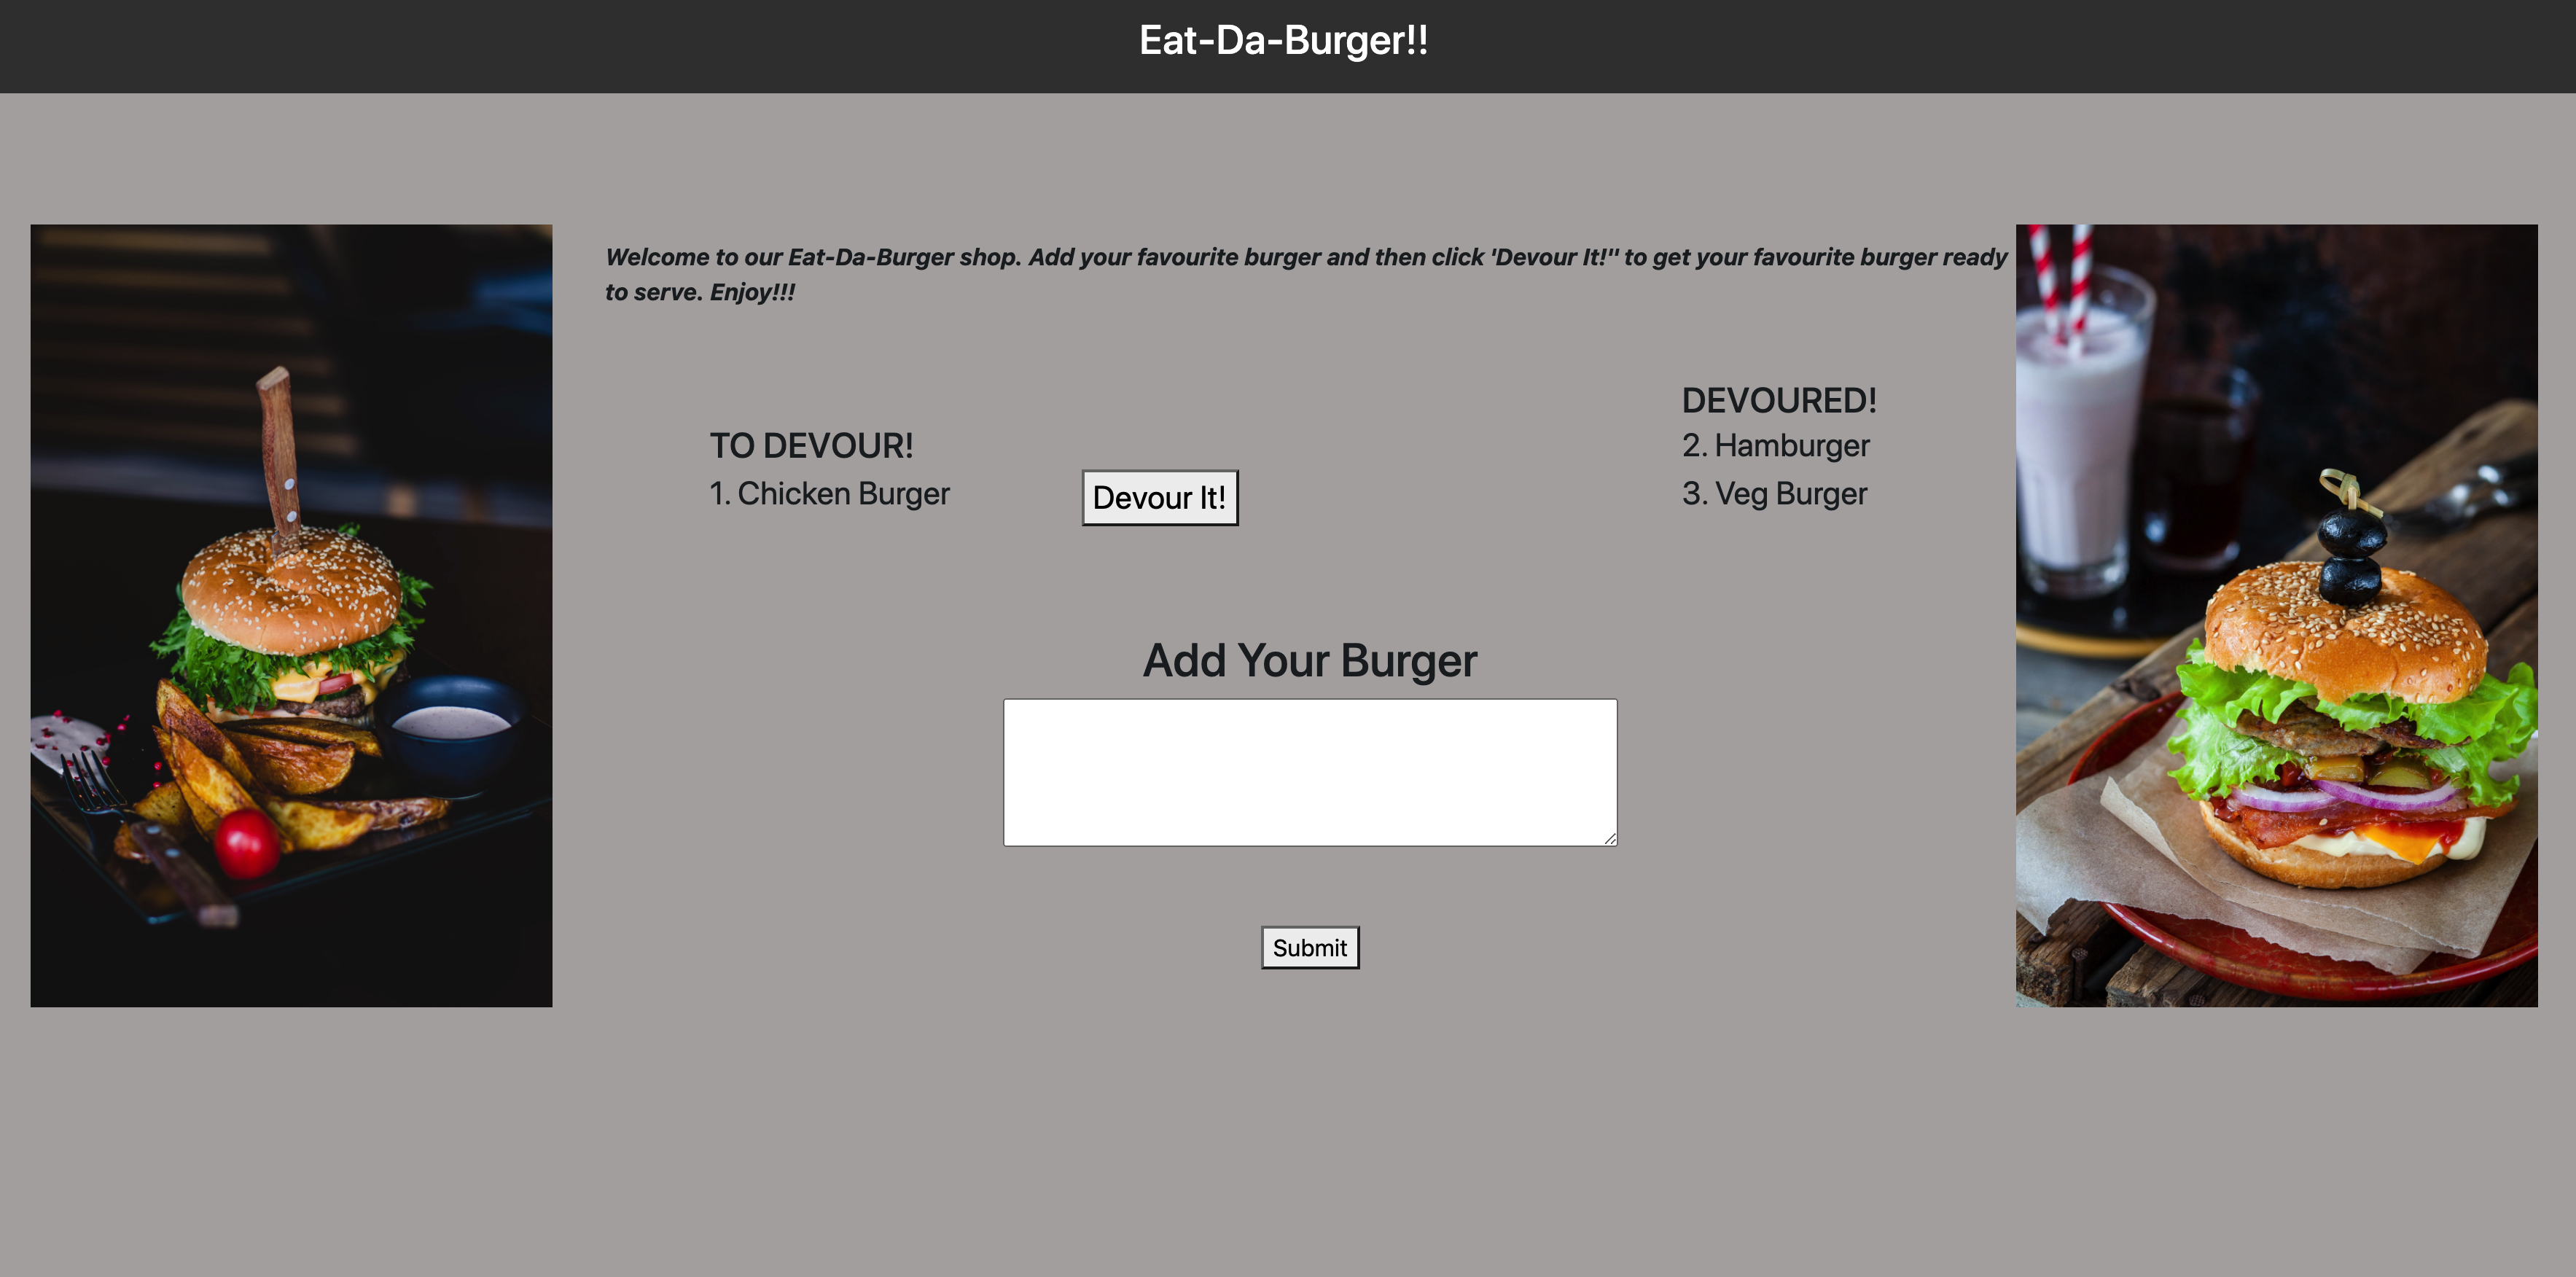 Eat-Da-Burger!!
Welcome to our Eat-Da-Burger shop. Add your favourite burger and then click 'Devour It!" to get your favourite burger ready
to serve. Enjoy!!!
TO DEVOUR!
1. Chicken Burger
Devour It!
DEVOURED!
2. Hamburger
3. Veg Burger
Add Your Burger
Submit